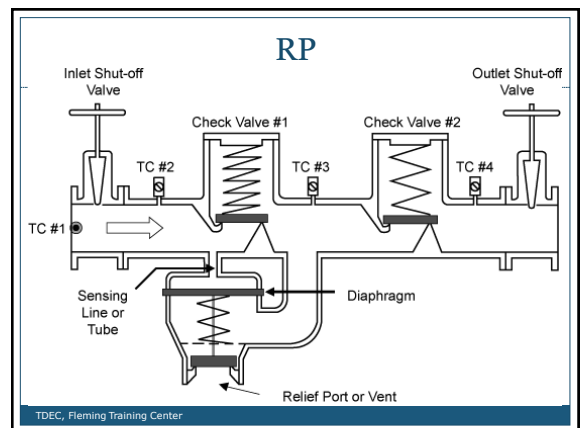 RP
Inlet Shut-off
Valve
Outlet Shut-off
Valve
Check Valve #1
Check Valve #2
TC #2
TC #3
TC #4
TC #1
Sensing
Line or
Tube
Diaphragm
Relief Port or Vent
TDEC, Fleming Training Center